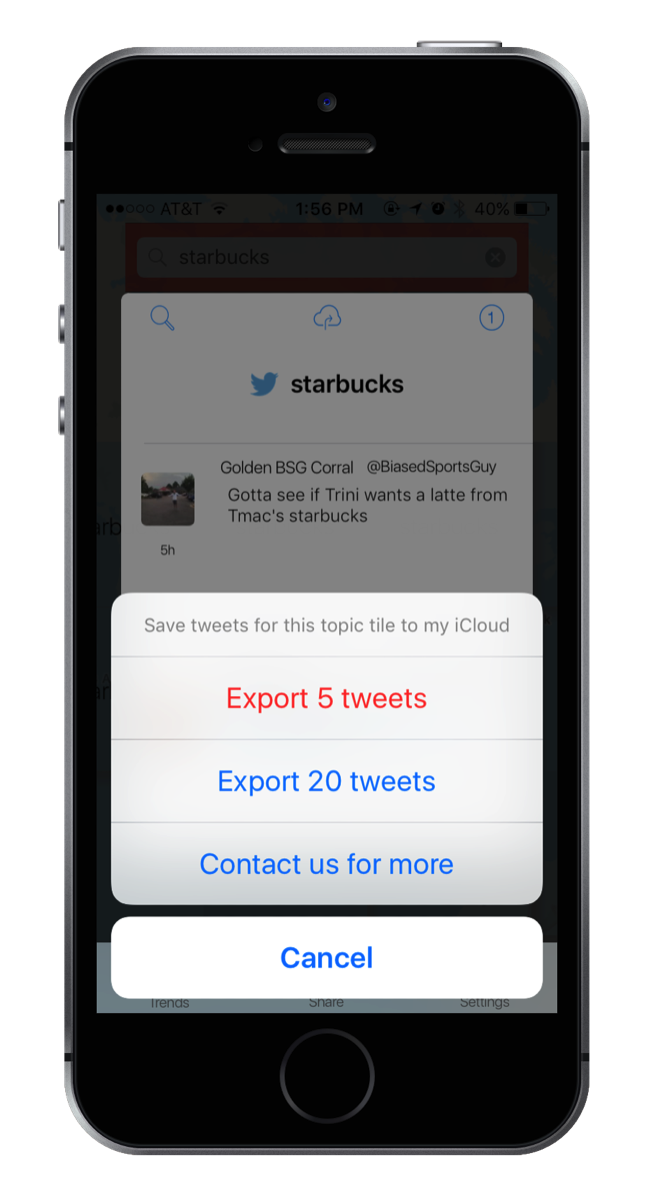 AT&T 1:56 PM 40%
starbucks
1
starbucks
Golden BSG Corral @BiasedSportsGuy
Gotta see if Trini wants a latte from
Tmac's starbucks
5h
arb
Save tweets for this topic tile to my iCloud
ar
Export 5 tweets
Export 20 tweets
Contact us for more
Cancel
Trends Share Settings